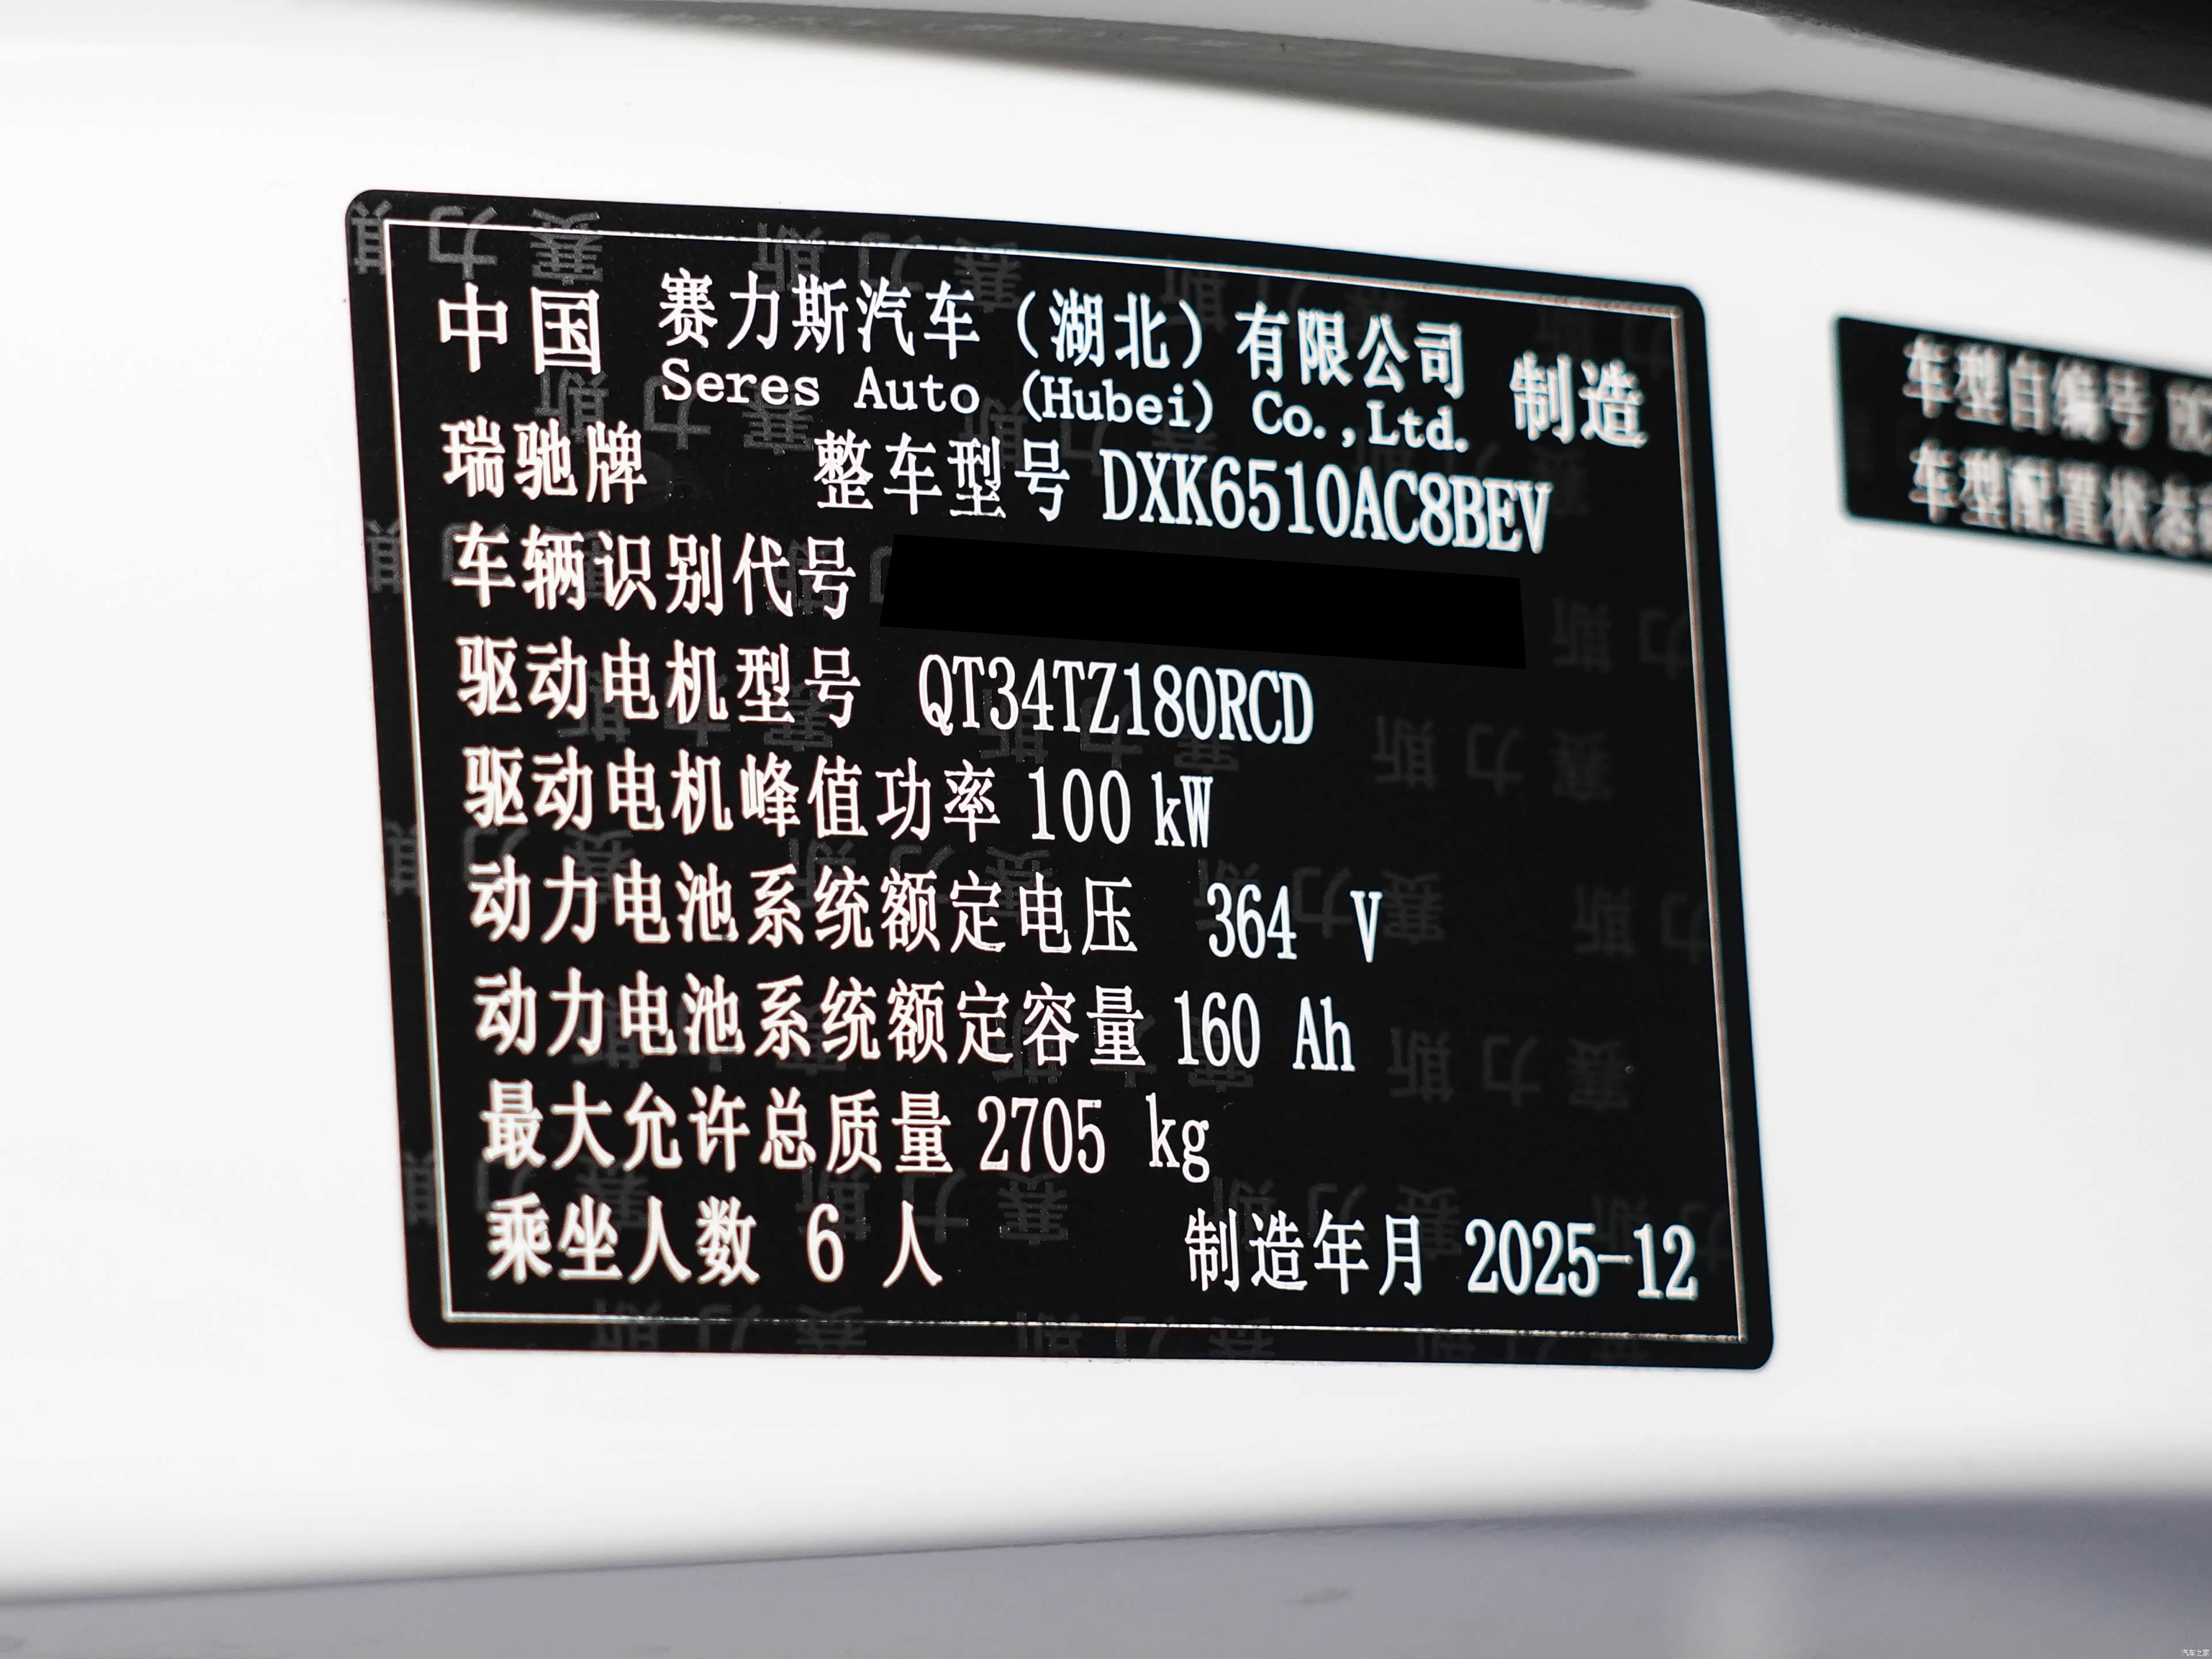 中国 赛力斯汽车（湖北）有限公司 制造
Seres Auto (Hubei) Co.,Ltd.
瑞驰牌 整车型号 DXK6510AC8BEV
车辆识别代号
驱动电机型号 QT34TZ180RCD
驱动电机峰值功率 100 kW
动力电池系统额定电压 364 V
动力电池系统额定容量 160 Ah
最大允许总质量 2705 kg
乘坐人数 6 人 制造年月 2025-12
车型自编号
车型配置状态
汽车之家